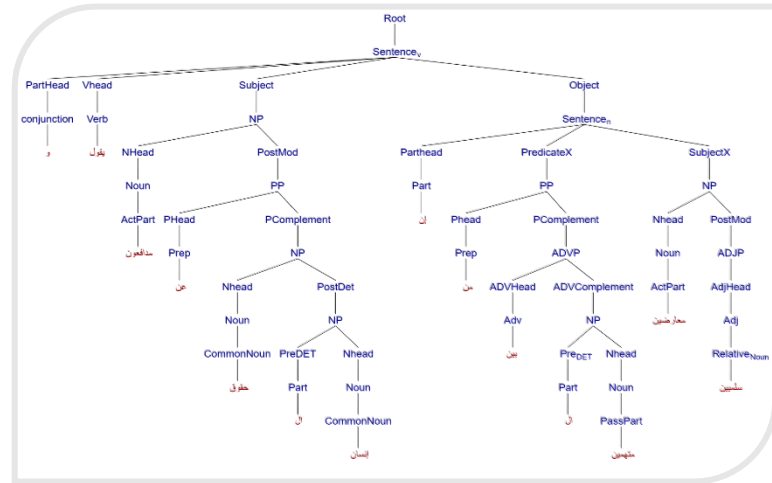 Root
Sentencev
PartHead Vhead Subject Object
conjunction Verb NP Sentencen
و يقول NHead PostMod Parthead PredicateX SubjectX
Noun PP Part PP NP
ActPart PHead PComplement إن Phead PComplement Nhead PostMod
مدافعون Prep NP Prep ADVP Noun ADJP
عن Nhead PostDet من ADVHead ADVComplement ActPart AdjHead
Noun NP Adv NP معارضين Adj
CommonNoun PreDET Nhead بين PreDET Nhead RelativeNoun
حقوق Part Noun Part Noun سلميين
ال CommonNoun ال PassPart
إنسان متهمين